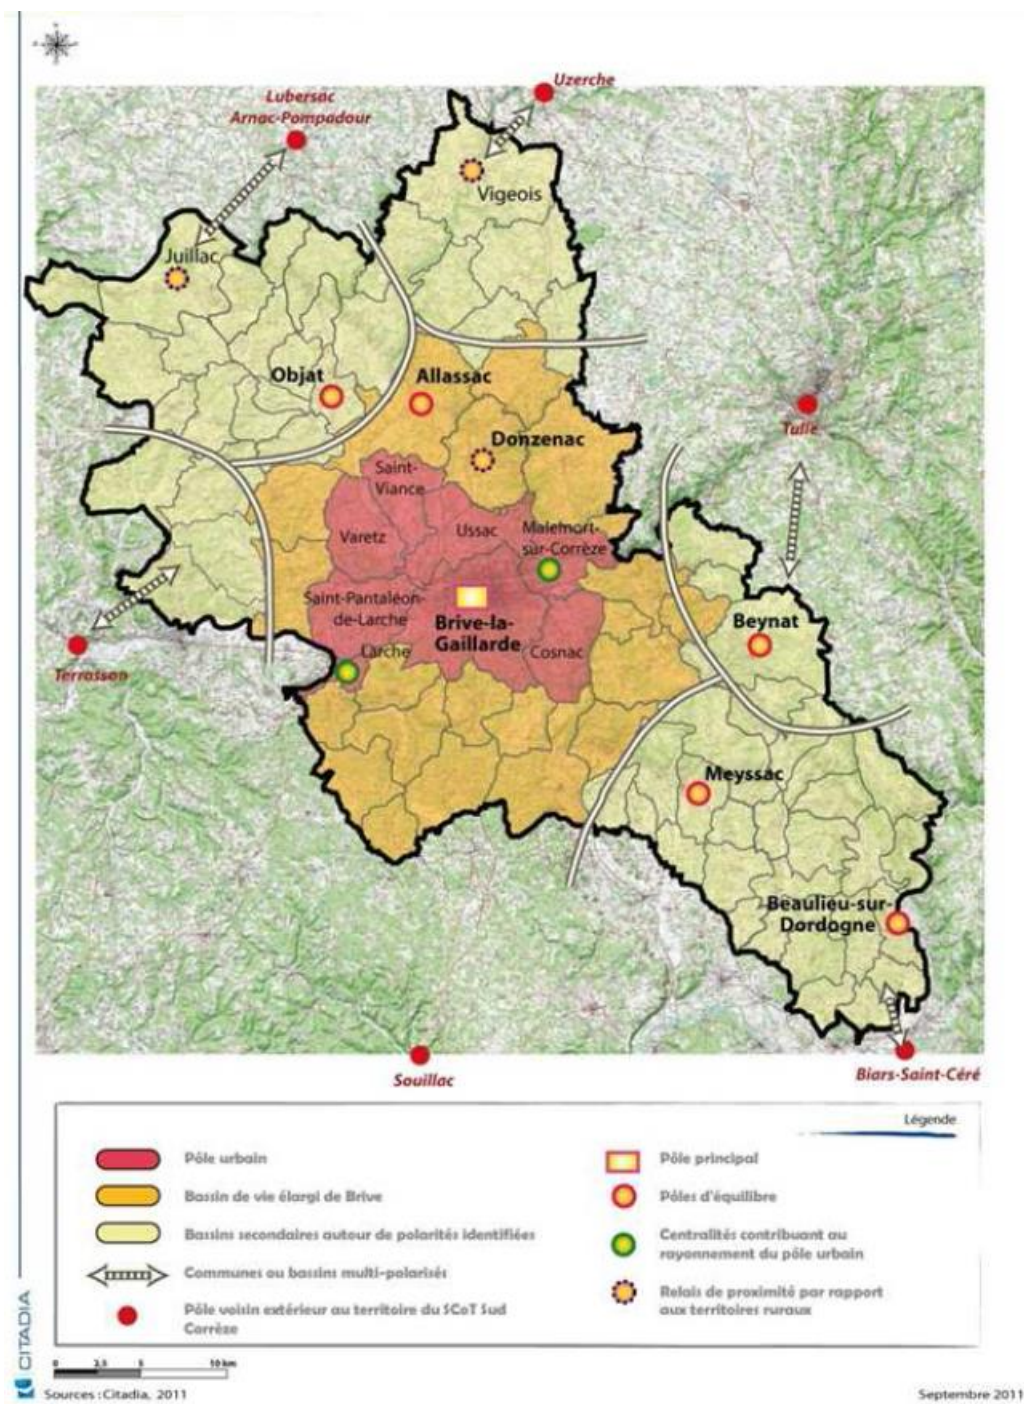 Uzerche
Lubersac
Arnac-Pompadour
Vigeois
Juillac
Objat
Allassac
Tulle
Donzenac
Saint-
Viance
Varetz
Ussac
Malemort-
sur-Corrèze
Saint-Pantaléon-
de-Larche
Brive-la-
Gaillarde
Beynat
Larche
Cosnac
Terrasson
Meyssac
Beaulieu-sur-
Dordogne
Souillac
Biars-Saint-Céré
Légende
Pôle urbain
Bassin de vie élargi de Brive
Bassins secondaires autour de polarités identifiées
Communes ou bassins multi-polarisés
Pôle voisin extérieur au territoire du SCoT Sud
Corrèze
Pôle principal
Pôles d'équilibre
Centralités contribuant au
rayonnement du pôle urbain
Relais de proximité par rapport
aux territoires ruraux
CITADIA
0 2,5 5 10 km
Sources : Citadia, 2011
Septembre 2011